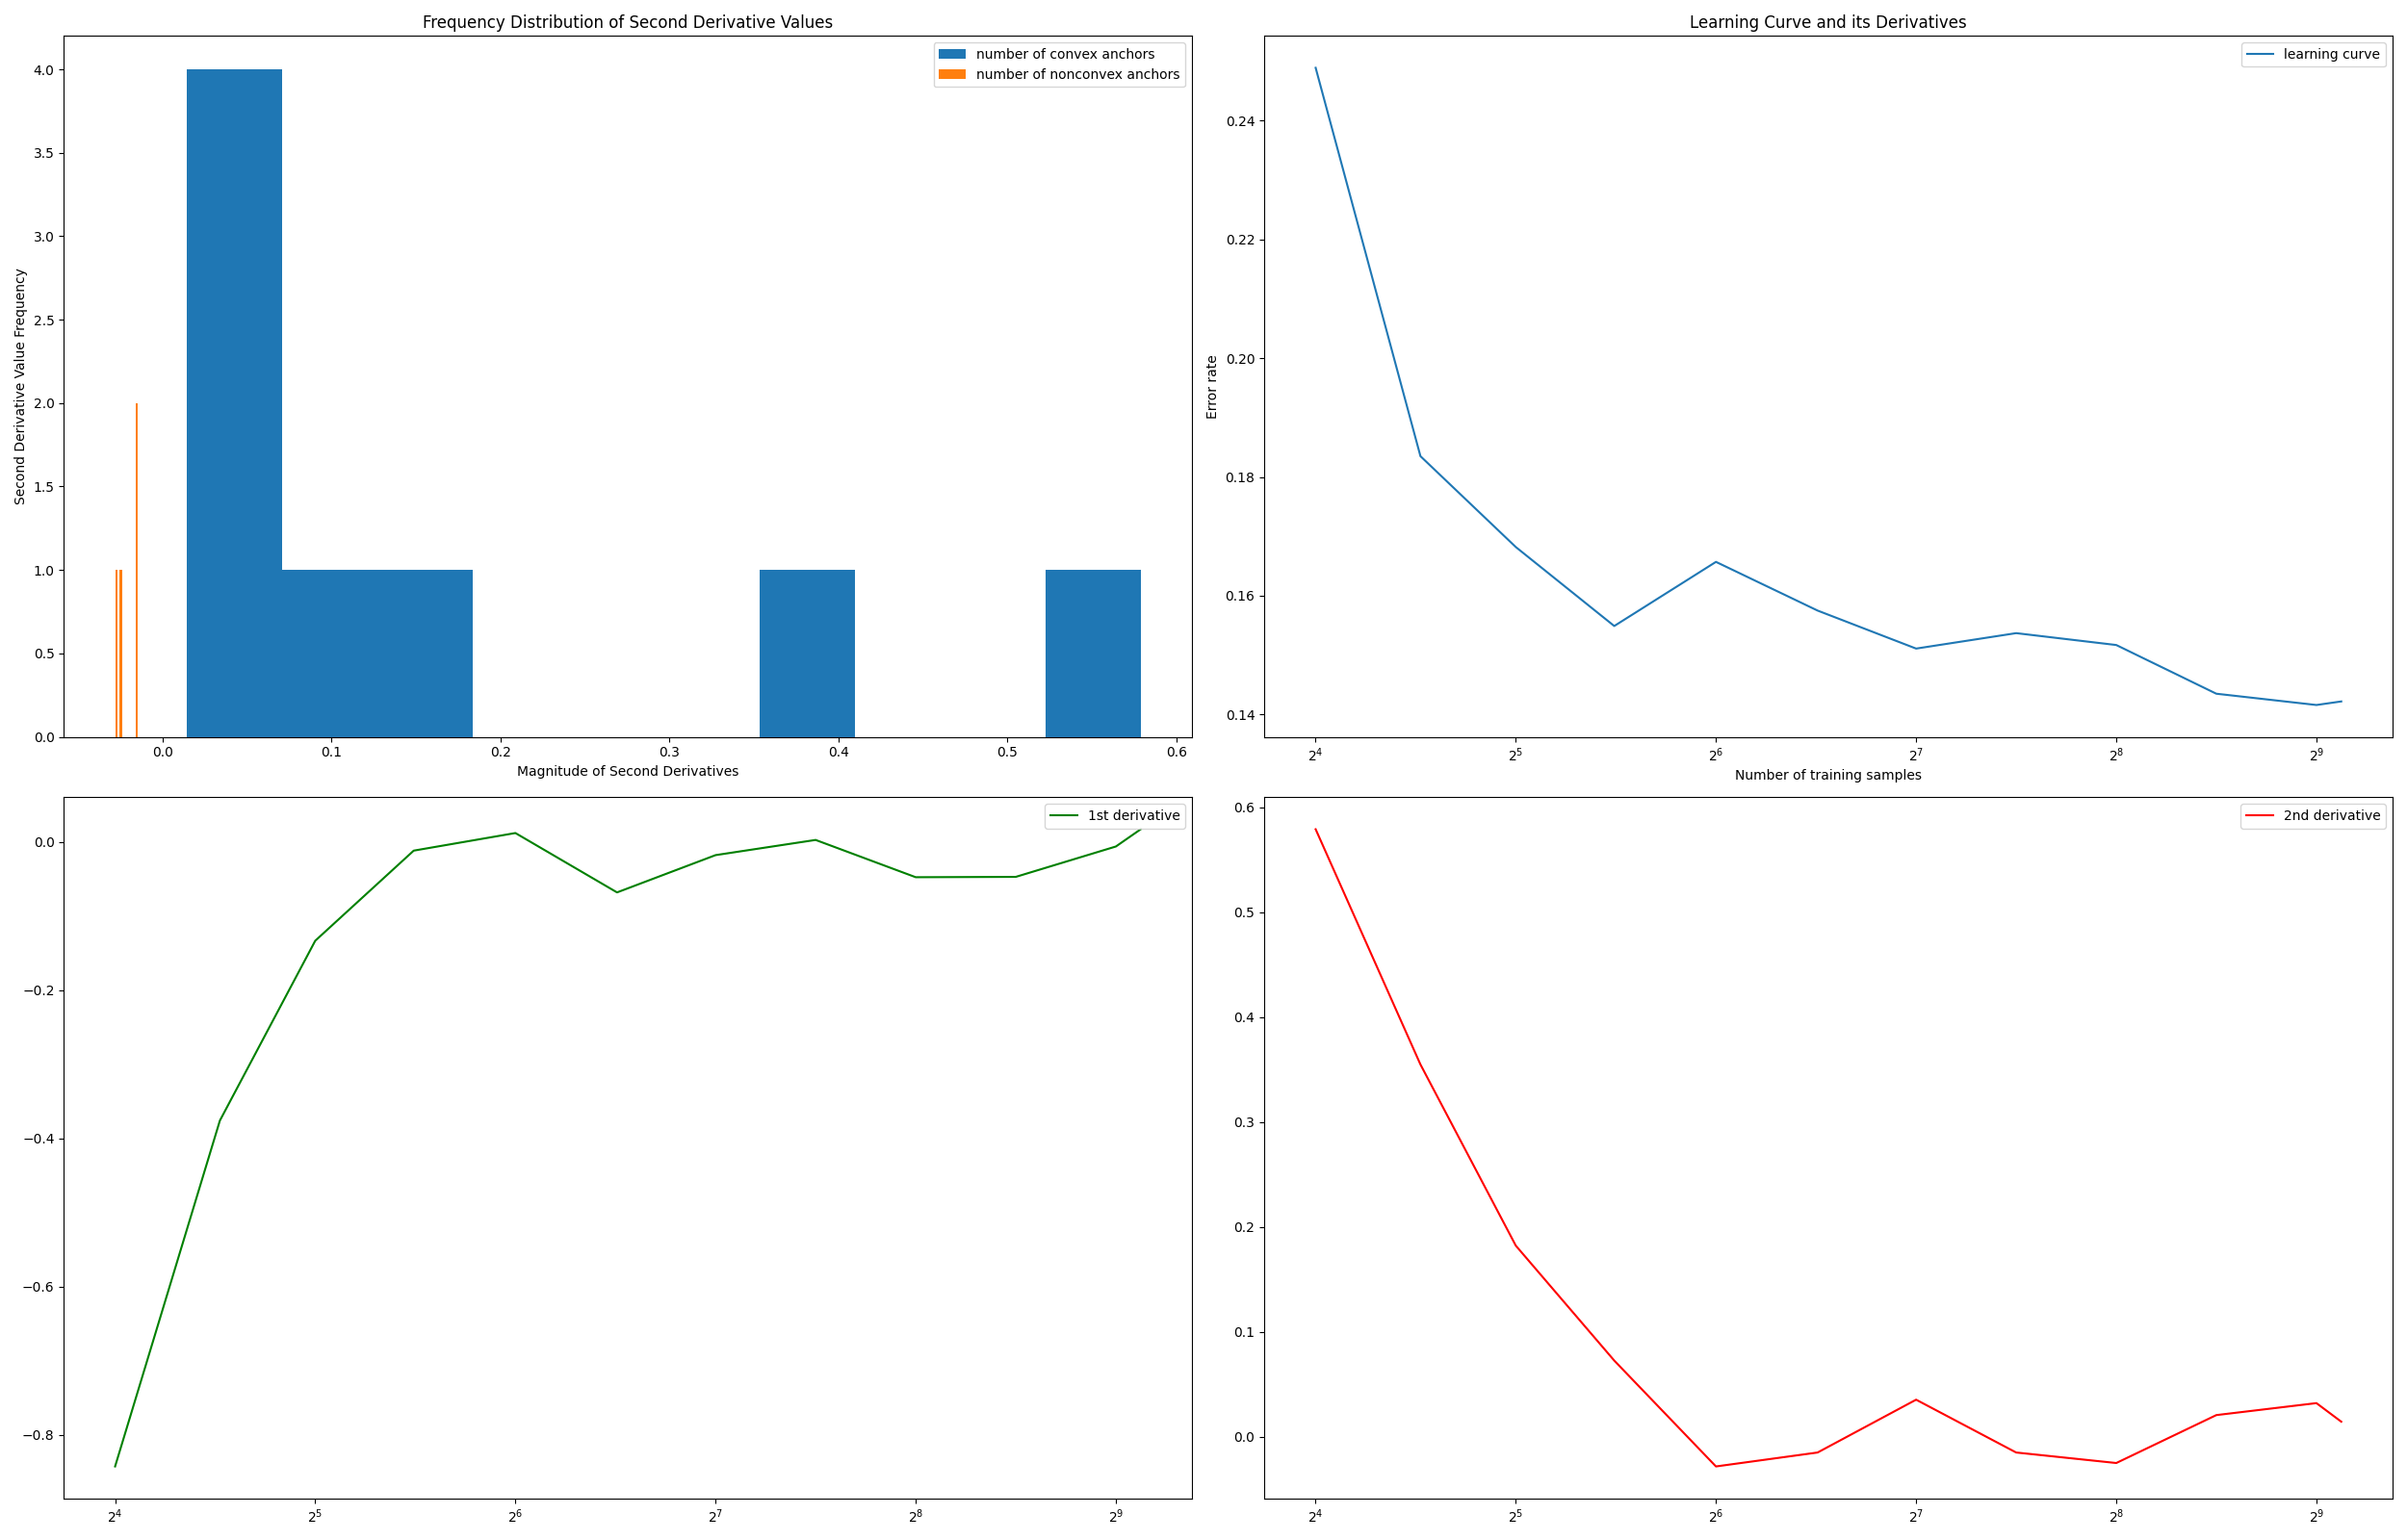 Frequency Distribution of Second Derivative Values
number of convex anchors
number of nonconvex anchors
Second Derivative Value Frequency
4.0
3.5
3.0
2.5
2.0
1.5
1.0
0.5
0.0
0.0 0.1 0.2 0.3 0.4 0.5 0.6
Magnitude of Second Derivatives
Learning Curve and its Derivatives
learning curve
Error rate
0.24
0.22
0.20
0.18
0.16
0.14
2⁴ 2⁵ 2⁶ 2⁷ 2⁸ 2⁹
Number of training samples
1st derivative
0.0
−0.2
−0.4
−0.6
−0.8
2⁴ 2⁵ 2⁶ 2⁷ 2⁸ 2⁹
2nd derivative
0.6
0.5
0.4
0.3
0.2
0.1
0.0
2⁴ 2⁵ 2⁶ 2⁷ 2⁸ 2⁹